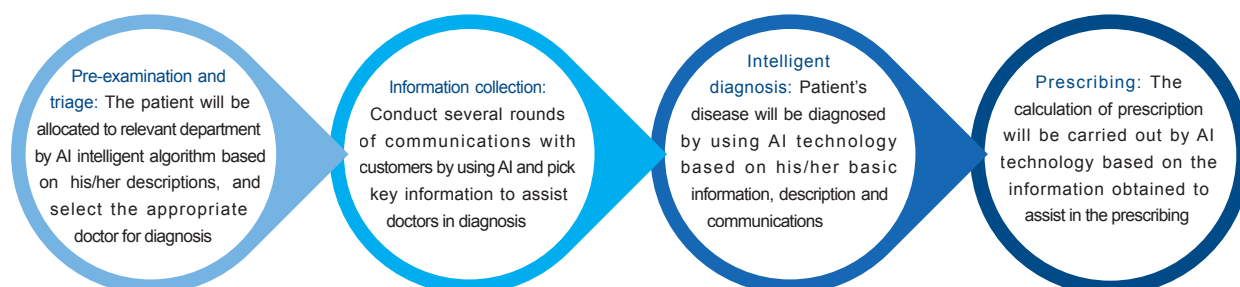 Pre-examination and
triage: The patient will be
allocated to relevant department
by AI intelligent algorithm based
on his/her descriptions, and
select the appropriate
doctor for diagnosis
Information collection:
Conduct several rounds
of communications with
customers by using AI and pick
key information to assist
doctors in diagnosis
Intelligent
diagnosis: Patient's
disease will be diagnosed
by using AI technology
based on his/her basic
information, description and
communications
Prescribing: The
calculation of prescription
will be carried out by AI
technology based on the
information obtained to
assist in the prescribing